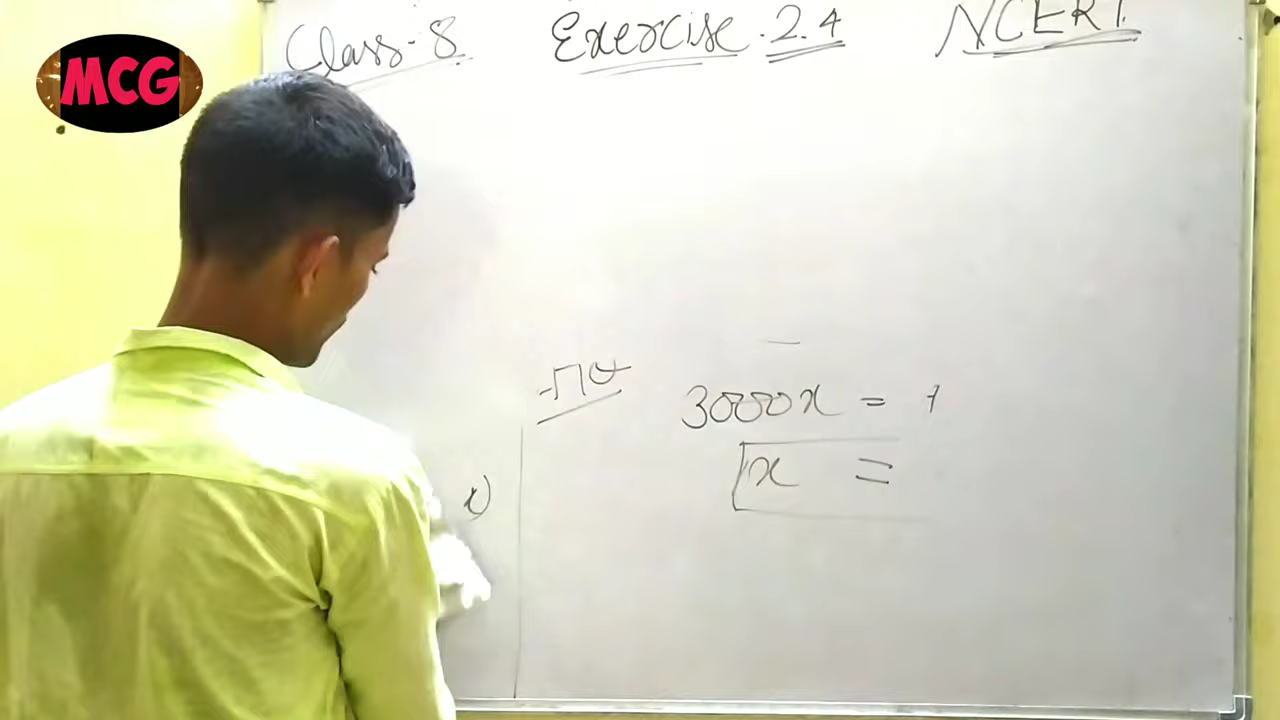 MCG
Class-8 Exercise.2.4 NCERT
3000x = 1
x =
x)